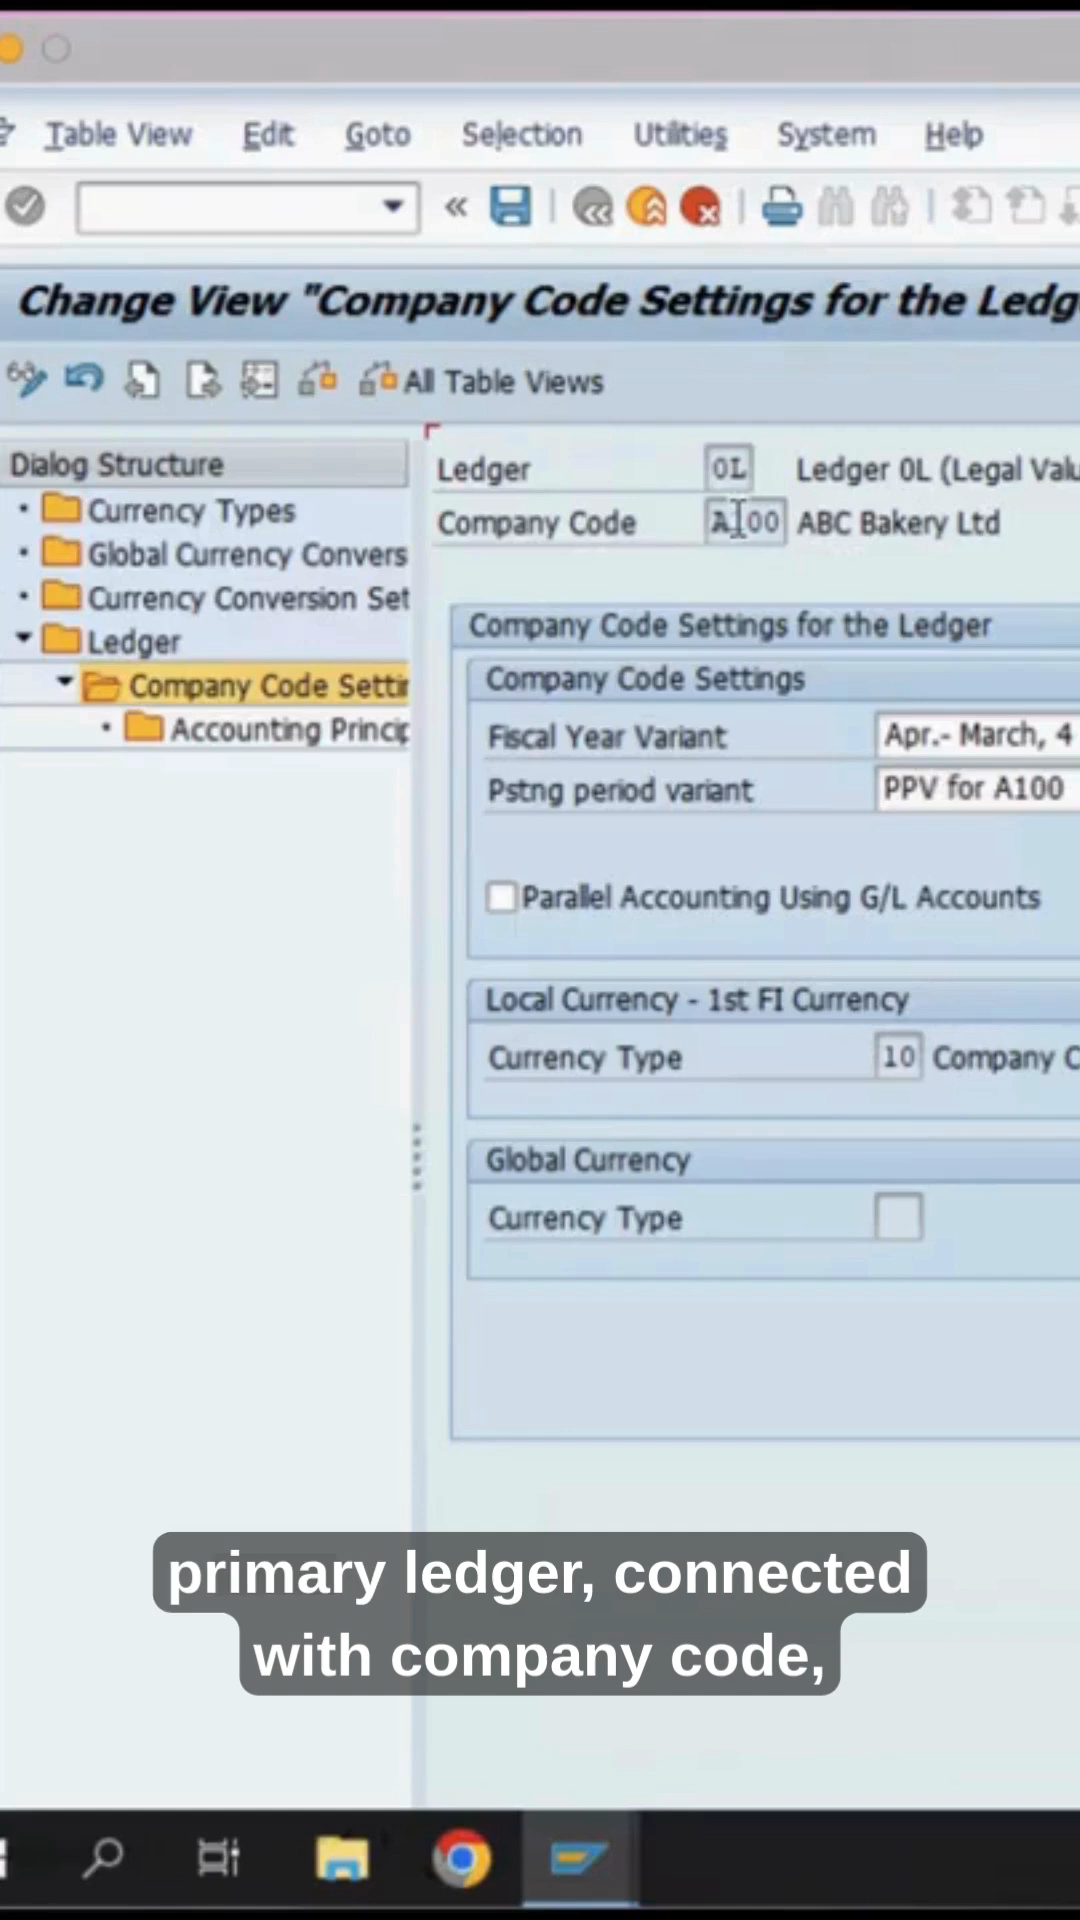 Table View Edit Goto Selection Utilities System Help
Change View "Company Code Settings for the Ledg
All Table Views
Dialog Structure
Currency Types
Global Currency Convers
Currency Conversion Set
Ledger
Company Code Settin
Accounting Princip
Ledger 0L Ledger 0L (Legal Valu
Company Code A100 ABC Bakery Ltd
Company Code Settings for the Ledger
Company Code Settings
Fiscal Year Variant Apr.- March, 4
Pstng period variant PPV for A100
Parallel Accounting Using G/L Accounts
Local Currency - 1st FI Currency
Currency Type 10 Company C
Global Currency
Currency Type
primary ledger, connected
with company code,